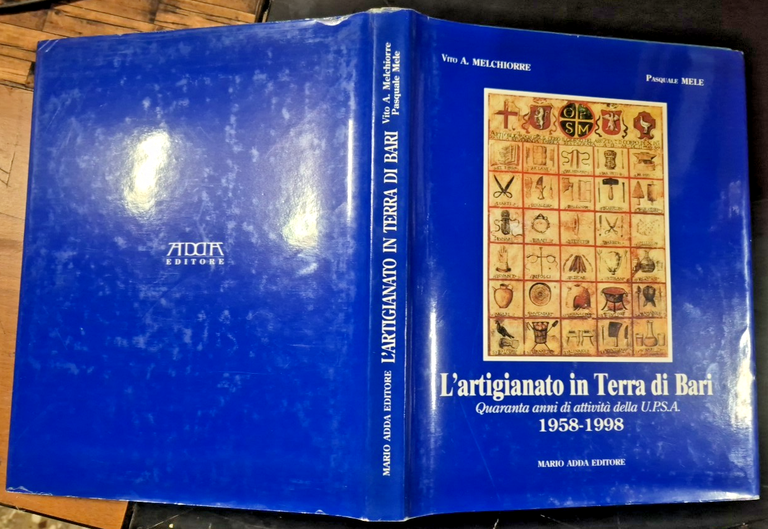 ADDA
EDITORE
MARIO ADDA EDITORE L'ARTIGIANATO IN TERRA DI BARI Vito A. Melchiorre
Pasquale Mele
VITO A. MELCHIORRE
PASQUALE MELE
O P
S M
L'artigianato in Terra di Bari
Quaranta anni di attività della U.P.S.A.
1958-1998
MARIO ADDA EDITORE